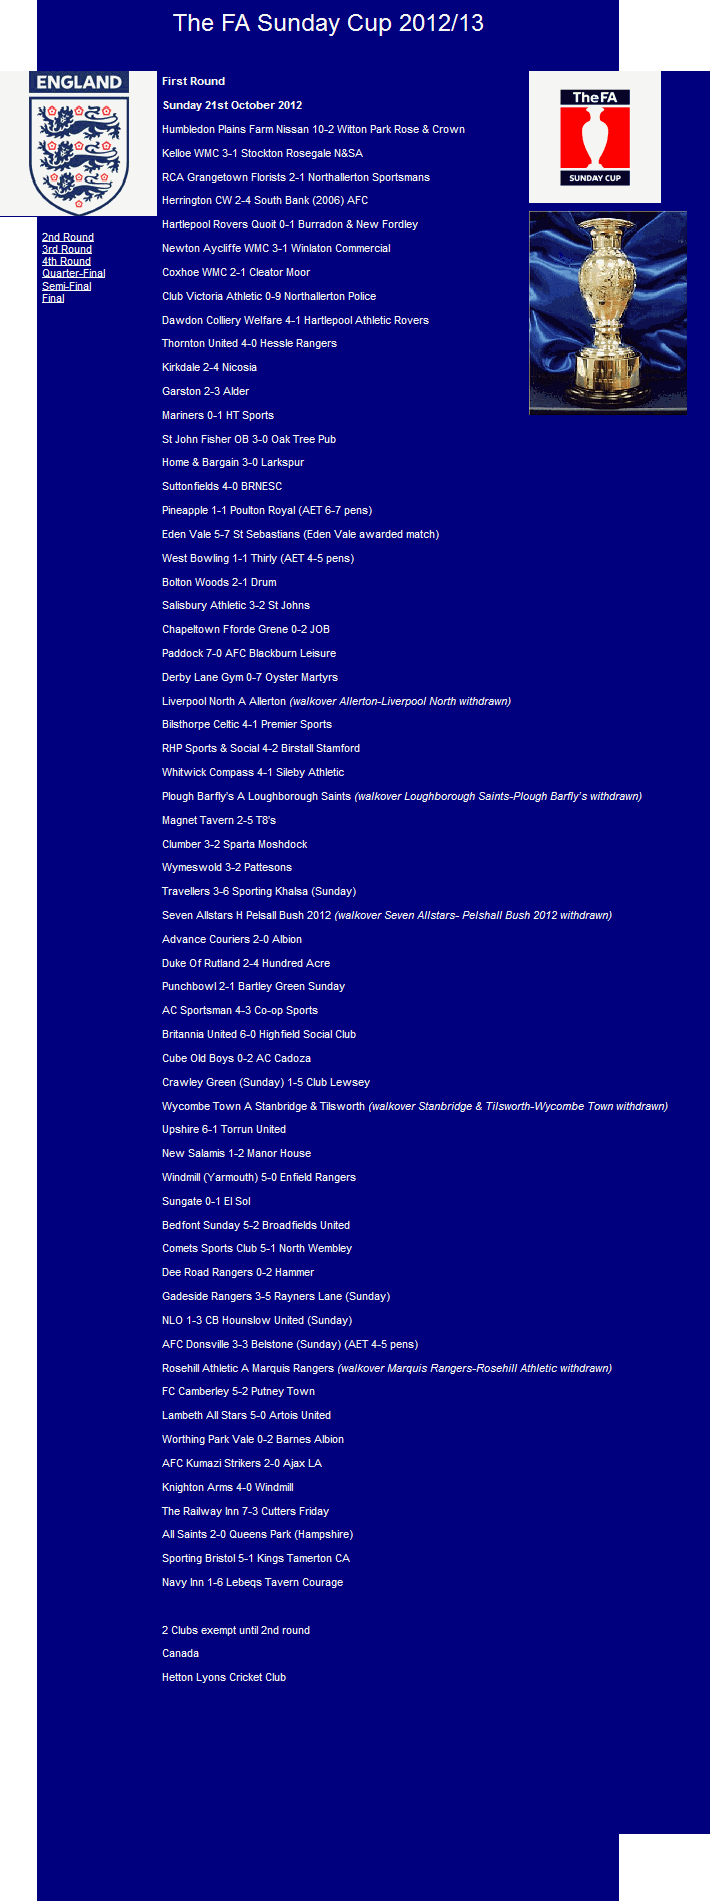 The FA Sunday Cup 2012/13
ENGLAND
2nd Round
3rd Round
4th Round
Quarter-Final
Semi-Final
Final
First Round
Sunday 21st October 2012
Humbledon Plains Farm Nissan 10-2 Witton Park Rose & Crown
Kelloe WMC 3-1 Stockton Rosegale N&SA
RCA Grangetown Florists 2-1 Northallerton Sportsmans
Herrington CW 2-4 South Bank (2006) AFC
Hartlepool Rovers Quoit 0-1 Burradon & New Fordley
Newton Aycliffe WMC 3-1 Winlaton Commercial
Coxhoe WMC 2-1 Cleator Moor
Club Victoria Athletic 0-9 Northallerton Police
Dawdon Colliery Welfare 4-1 Hartlepool Athletic Rovers
Thornton United 4-0 Hessle Rangers
Kirkdale 2-4 Nicosia
Garston 2-3 Alder
Mariners 0-1 HT Sports
St John Fisher OB 3-0 Oak Tree Pub
Home & Bargain 3-0 Larkspur
Suttonfields 4-0 BRNESC
Pineapple 1-1 Poulton Royal (AET 6-7 pens)
Eden Vale 5-7 St Sebastians (Eden Vale awarded match)
West Bowling 1-1 Thirly (AET 4-5 pens)
Bolton Woods 2-1 Drum
Salisbury Athletic 3-2 St Johns
Chapeltown Fforde Grene 0-2 JOB
Paddock 7-0 AFC Blackburn Leisure
Derby Lane Gym 0-7 Oyster Martyrs
Liverpool North A Allerton (walkover Allerton-Liverpool North withdrawn)
Bilsthorpe Celtic 4-1 Premier Sports
RHP Sports & Social 4-2 Birstall Stamford
Whitwick Compass 4-1 Sileby Athletic
Plough Barfly's A Loughborough Saints (walkover Loughborough Saints-Plough Barfly's withdrawn)
Magnet Tavern 2-5 T8's
Clumber 3-2 Sparta Moshdock
Wymeswold 3-2 Pattesons
Travellers 3-6 Sporting Khalsa (Sunday)
Seven Allstars H Pelsall Bush 2012 (walkover Seven Allstars- Pelshall Bush 2012 withdrawn)
Advance Couriers 2-0 Albion
Duke Of Rutland 2-4 Hundred Acre
Punchbowl 2-1 Bartley Green Sunday
AC Sportsman 4-3 Co-op Sports
Britannia United 6-0 Highfield Social Club
Cube Old Boys 0-2 AC Cadoza
Crawley Green (Sunday) 1-5 Club Lewsey
Wycombe Town A Stanbridge & Tilsworth (walkover Stanbridge & Tilsworth-Wycombe Town withdrawn)
Upshire 6-1 Torrun United
New Salamis 1-2 Manor House
Windmill (Yarmouth) 5-0 Enfield Rangers
Sungate 0-1 El Sol
Bedfont Sunday 5-2 Broadfields United
Comets Sports Club 5-1 North Wembley
Dee Road Rangers 0-2 Hammer
Gadeside Rangers 3-5 Rayners Lane (Sunday)
NLO 1-3 CB Hounslow United (Sunday)
AFC Donsville 3-3 Belstone (Sunday) (AET 4-5 pens)
Rosehill Athletic A Marquis Rangers (walkover Marquis Rangers-Rosehill Athletic withdrawn)
FC Camberley 5-2 Putney Town
Lambeth All Stars 5-0 Artois United
Worthing Park Vale 0-2 Barnes Albion
AFC Kumazi Strikers 2-0 Ajax LA
Knighton Arms 4-0 Windmill
The Railway Inn 7-3 Cutters Friday
All Saints 2-0 Queens Park (Hampshire)
Sporting Bristol 5-1 Kings Tamerton CA
Navy Inn 1-6 Lebeqs Tavern Courage
2 Clubs exempt until 2nd round
Canada
Hetton Lyons Cricket Club
The FA
SUNDAY CUP